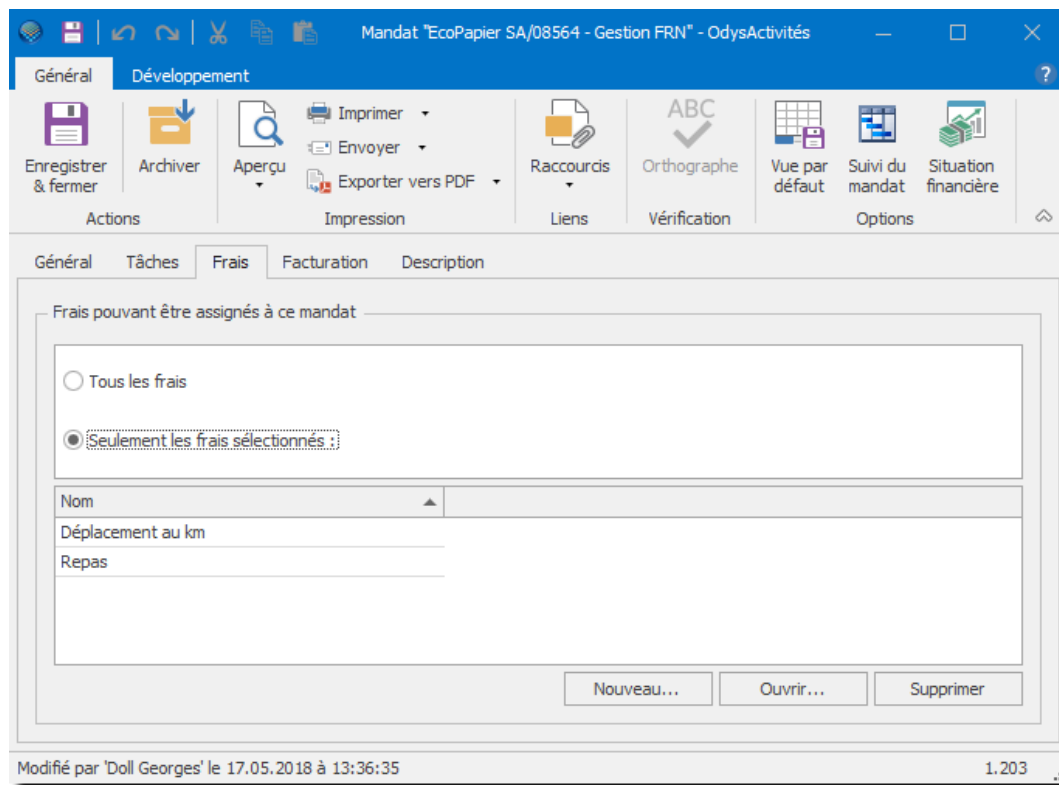 Mandat "EcoPapier SA/08564 - Gestion FRN" - OdysActivités
Général Développement
?
Enregistrer & fermer
Archiver
Actions
Aperçu
Imprimer
Envoyer
Exporter vers PDF
Impression
Raccourcis
Liens
ABC
Orthographe
Vérification
Vue par défaut
Suivi du mandat
Situation financière
Options
Général Tâches Frais Facturation Description
Frais pouvant être assignés à ce mandat
Tous les frais
Seulement les frais sélectionnés :
Nom
Déplacement au km
Repas
Nouveau... Ouvrir... Supprimer
Modifié par 'Doll Georges' le 17.05.2018 à 13:36:35 1.203